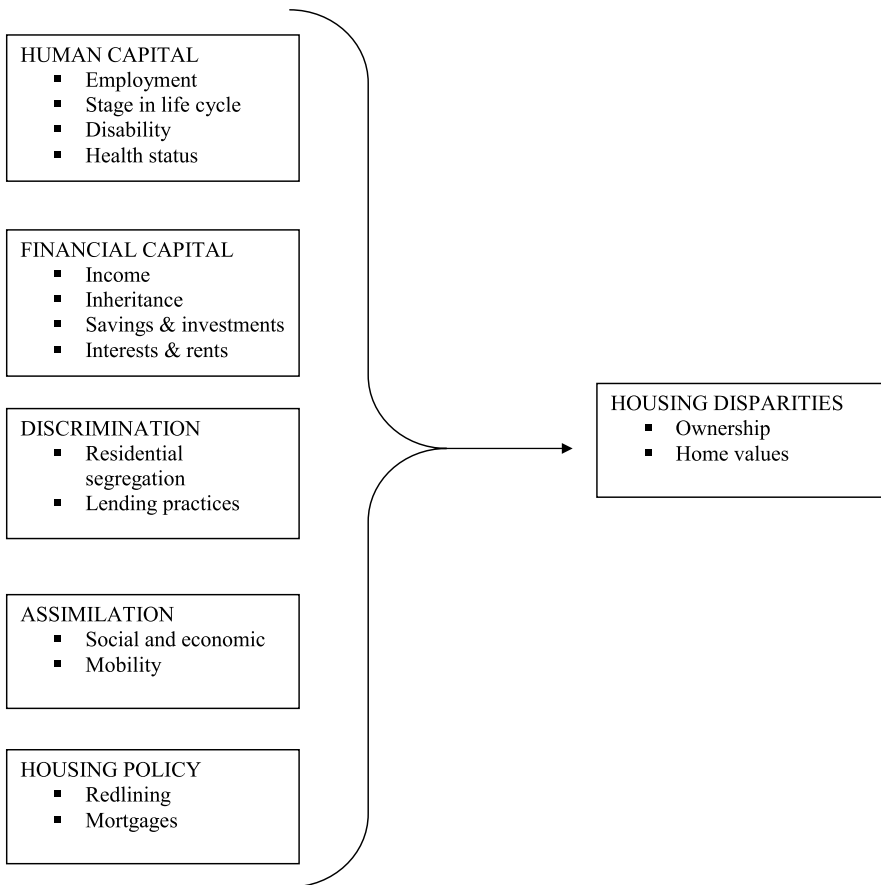 HUMAN CAPITAL
▪ Employment
▪ Stage in life cycle
▪ Disability
▪ Health status
FINANCIAL CAPITAL
▪ Income
▪ Inheritance
▪ Savings & investments
▪ Interests & rents
DISCRIMINATION
▪ Residential
segregation
▪ Lending practices
ASSIMILATION
▪ Social and economic
▪ Mobility
HOUSING POLICY
▪ Redlining
▪ Mortgages
HOUSING DISPARITIES
▪ Ownership
▪ Home values